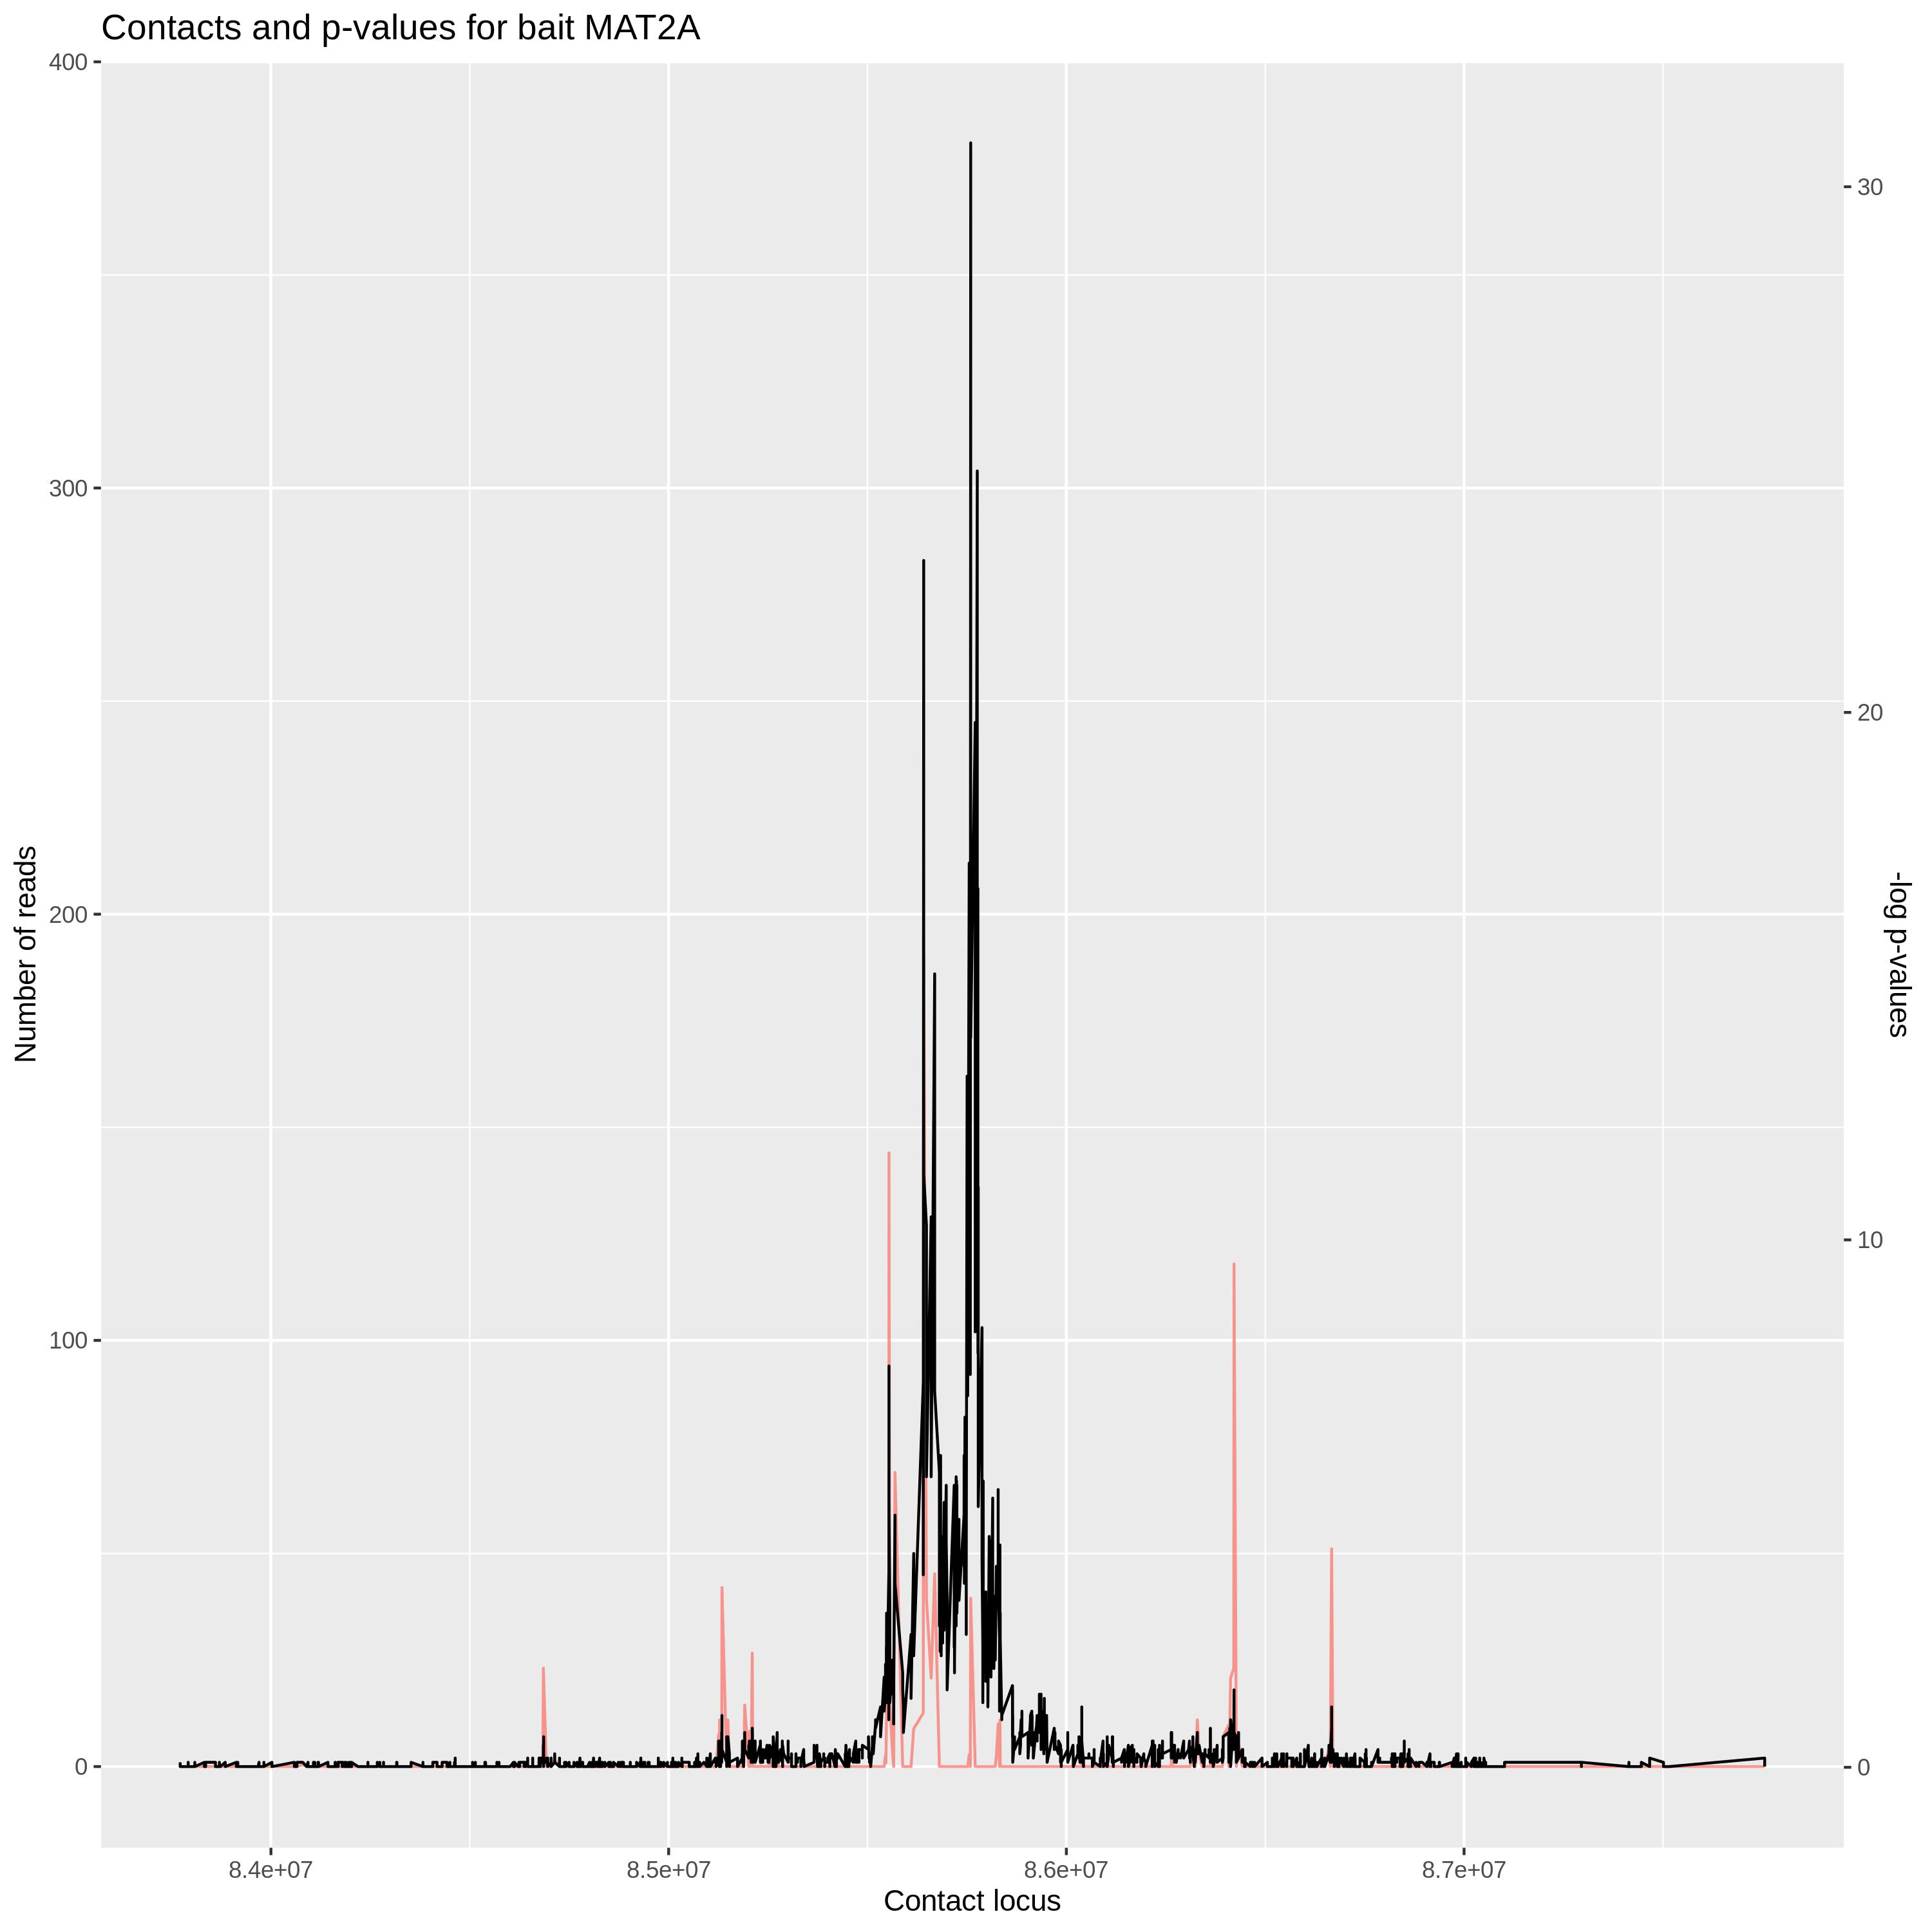 Contacts and p-values for bait MAT2A
400
300
200
100
0
Number of reads
30
20
10
0
-log p-values
8.4e+07
8.5e+07
8.6e+07
8.7e+07
Contact locus